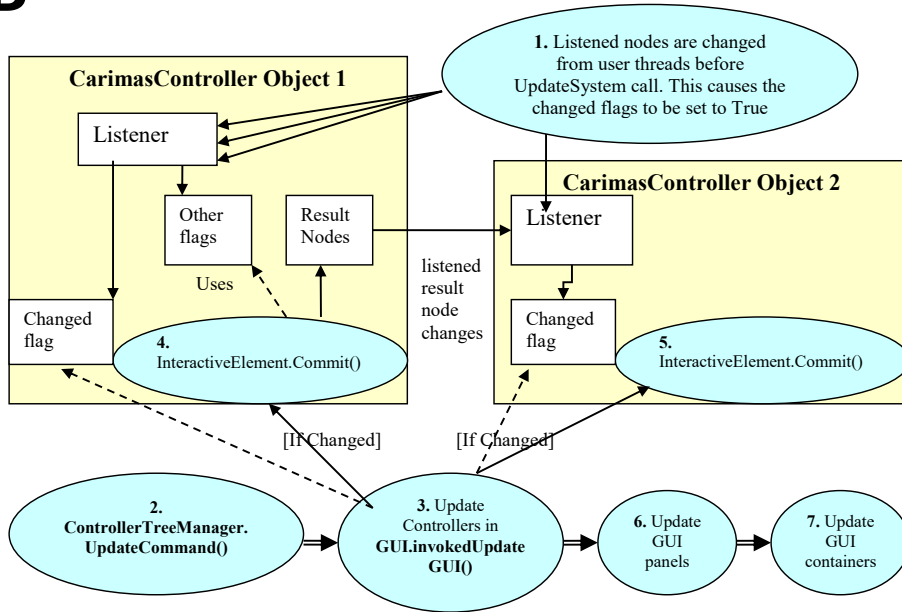 1. Listened nodes are changed
from user threads before
UpdateSystem call. This causes the
changed flags to be set to True
CarimasController Object 1
Listener
Other
flags
Result
Nodes
Uses
Changed
flag
4.
InteractiveElement.Commit()
listened
result
node
changes
CarimasController Object 2
Listener
Changed
flag
5.
InteractiveElement.Commit()
[If Changed]
[If Changed]
2.
ControllerTreeManager.
UpdateCommand()
3. Update
Controllers in
GUI.invokedUpdate
GUI()
6. Update
GUI
panels
7. Update
GUI
containers